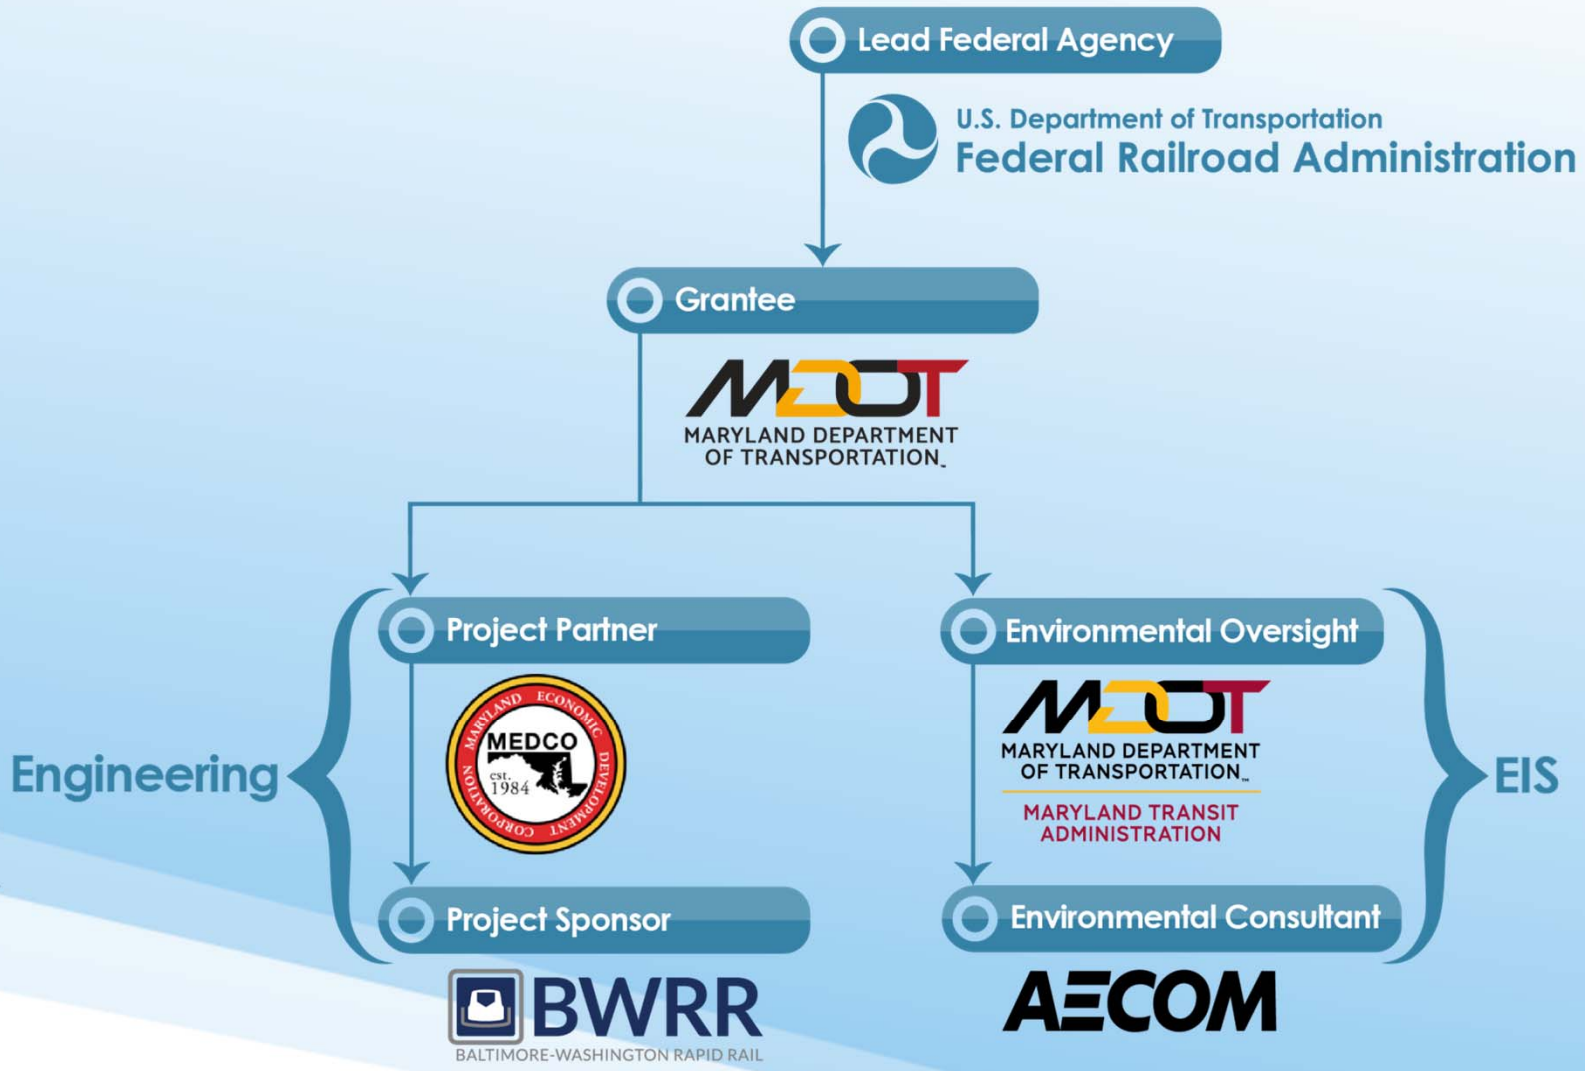 Lead Federal Agency
U.S. Department of Transportation
Federal Railroad Administration
Grantee
MDOT
MARYLAND DEPARTMENT
OF TRANSPORTATION™
Engineering
Project Partner
MARYLAND ECONOMIC DEVELOPMENT CORPORATION
MEDCO
est.
1984
Project Sponsor
BWRR
BALTIMORE-WASHINGTON RAPID RAIL
Environmental Oversight
MDOT
MARYLAND DEPARTMENT
OF TRANSPORTATION™
MARYLAND TRANSIT
ADMINISTRATION
Environmental Consultant
AECOM
EIS